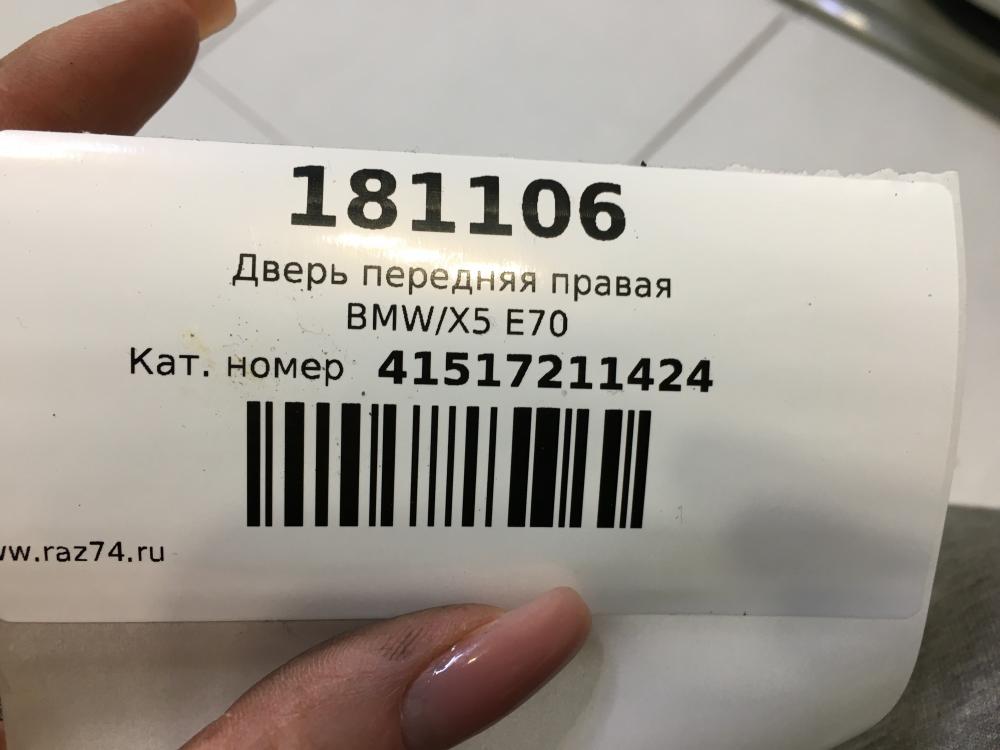 181106
Дверь передняя правая
BMW/X5 E70
Кат. номер 41517211424
w.raz74.ru